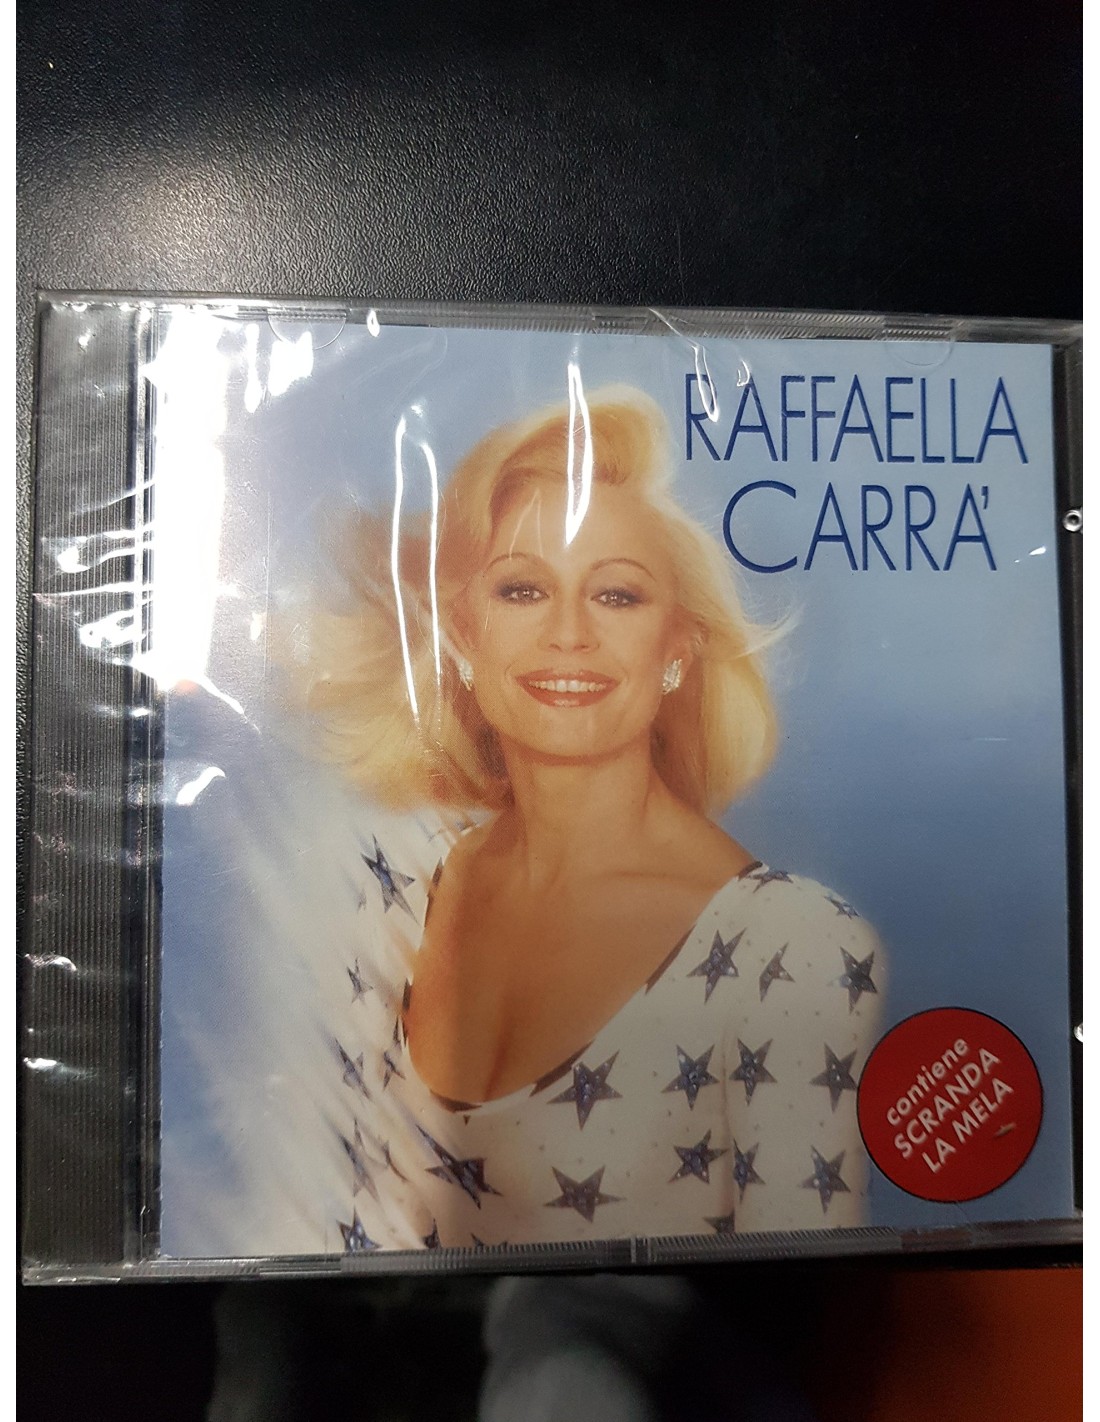 RAFFAELLA
CARRA'
contiene
SCRANDA
LA MELA